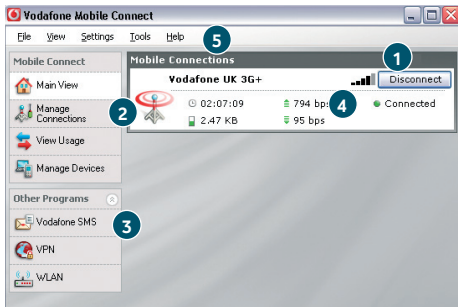 Vodafone Mobile Connect
File View Settings Tools Help
5
Mobile Connect
Mobile Connections
1
Main View
Vodafone UK 3G+
Disconnect
Manage Connections
2
02:07:09
794 bps
4
Connected
2.47 KB
95 bps
View Usage
Manage Devices
Other Programs
Vodafone SMS
3
VPN
WLAN